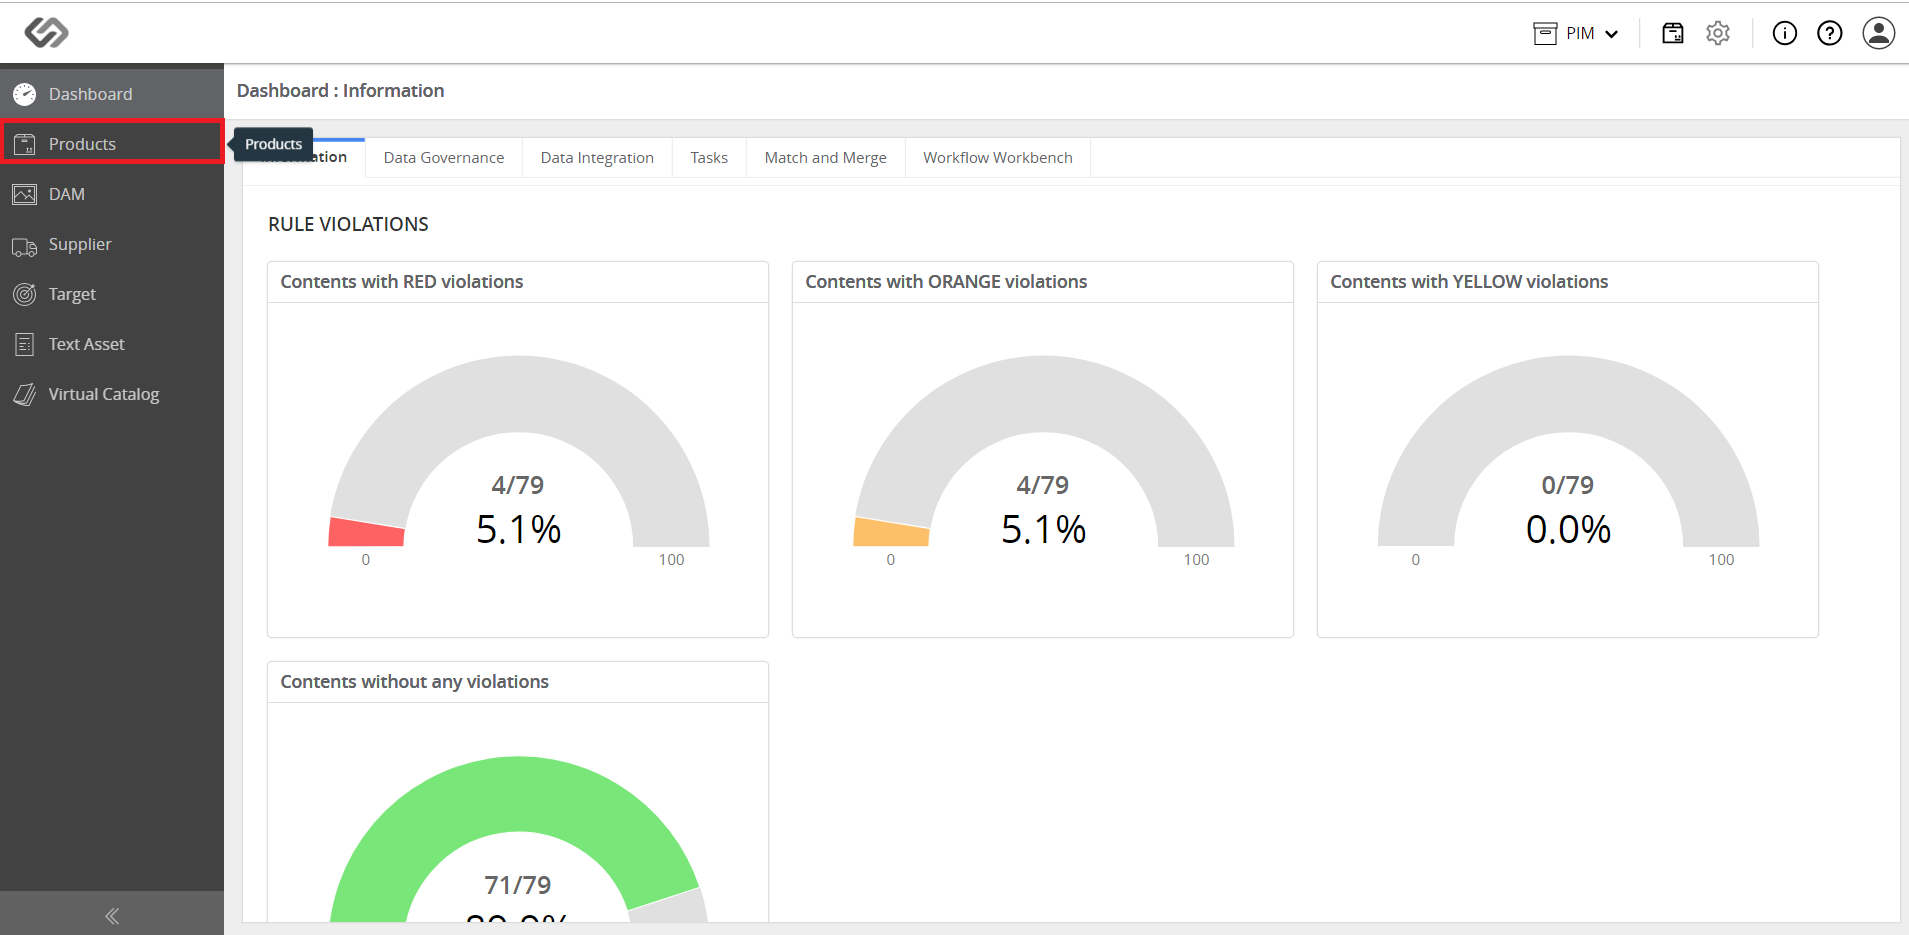 PIM
Dashboard
Products
DAM
Supplier
Target
Text Asset
Virtual Catalog
Dashboard : Information
Products
Data Governance
Data Integration
Tasks
Match and Merge
Workflow Workbench
RULE VIOLATIONS
Contents with RED violations
4/79
5.1%
0 100
Contents with ORANGE violations
4/79
5.1%
0 100
Contents with YELLOW violations
0/79
0.0%
0 100
Contents without any violations
71/79